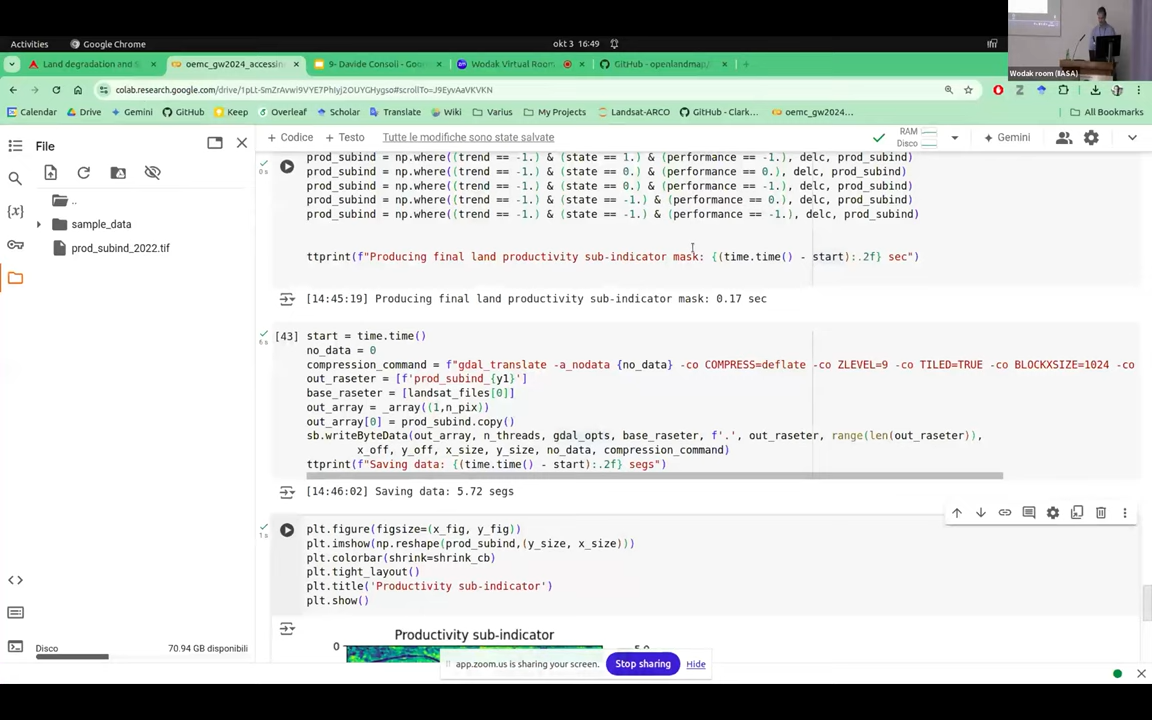 Activities Google Chrome okt 3 16:49
Land degradation and S oemc_gw2024_accessin 9- Davide Consoli - Goo Wodak Virtual Room GitHub - openlandmap/
Wodak room (IIASA)
colab.research.google.com/drive/1pLt-SmZrAvwi9VYE7PhIyj2OUYGHygso#scrollTo=J9EyvAaVKVKN
Calendar Drive Gemini GitHub Keep Overleaf Scholar Translate Wiki Varius My Projects Landsat-ARCO GitHub - Clark... oemc_gw2024... All Bookmarks
File
+ Codice + Testo Tutte le modifiche sono state salvate RAM Disco Gemini
..
sample_data
prod_subind_2022.tif
0s
prod_subind = np.where((trend == -1.) & (state == 1.) & (performance == -1.), delc, prod_subind)
prod_subind = np.where((trend == -1.) & (state == 0.) & (performance == 0.), delc, prod_subind)
prod_subind = np.where((trend == -1.) & (state == 0.) & (performance == -1.), delc, prod_subind)
prod_subind = np.where((trend == -1.) & (state == -1.) & (performance == 0.), delc, prod_subind)
prod_subind = np.where((trend == -1.) & (state == -1.) & (performance == -1.), delc, prod_subind)
ttprint(f"Producing final land productivity sub-indicator mask: {(time.time() - start):.2f} sec")
[14:45:19] Producing final land productivity sub-indicator mask: 0.17 sec
[43] start = time.time()
no_data = 0
compression_command = f"gdal_translate -a_nodata {no_data} -co COMPRESS=deflate -co ZLEVEL=9 -co TILED=TRUE -co BLOCKXSIZE=1024 -co
out_raseter = [f'prod_subind_{y1}']
base_raseter = [landsat_files[0]]
out_array = _array((1,n_pix))
out_array[0] = prod_subind.copy()
sb.writeByteData(out_array, n_threads, gdal_opts, base_raseter, f'.', out_raseter, range(len(out_raseter)),
x_off, y_off, x_size, y_size, no_data, compression_command)
ttprint(f"Saving data: {(time.time() - start):.2f} segs")
[14:46:02] Saving data: 5.72 segs
1s
plt.figure(figsize=(x_fig, y_fig))
plt.imshow(np.reshape(prod_subind,(y_size, x_size)))
plt.colorbar(shrink=shrink_cb)
plt.tight_layout()
plt.title('Productivity sub-indicator')
plt.show()
Productivity sub-indicator
0
Disco 70.94 GB disponibili
app.zoom.us is sharing your screen. Stop sharing Hide